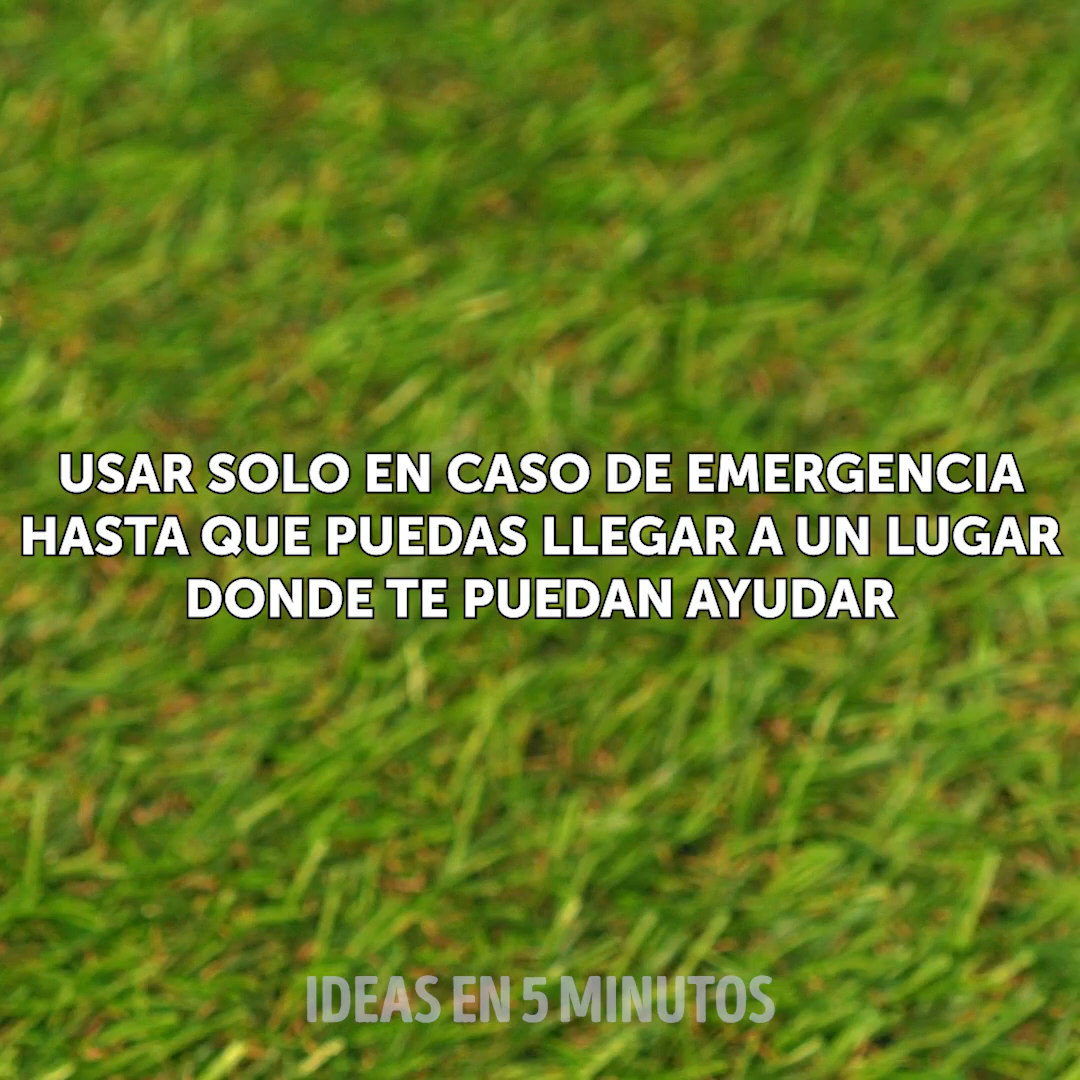 USAR SOLO EN CASO DE EMERGENCIA
HASTA QUE PUEDAS LLEGAR A UN LUGAR
DONDE TE PUEDAN AYUDAR
IDEAS EN 5 MINUTOS